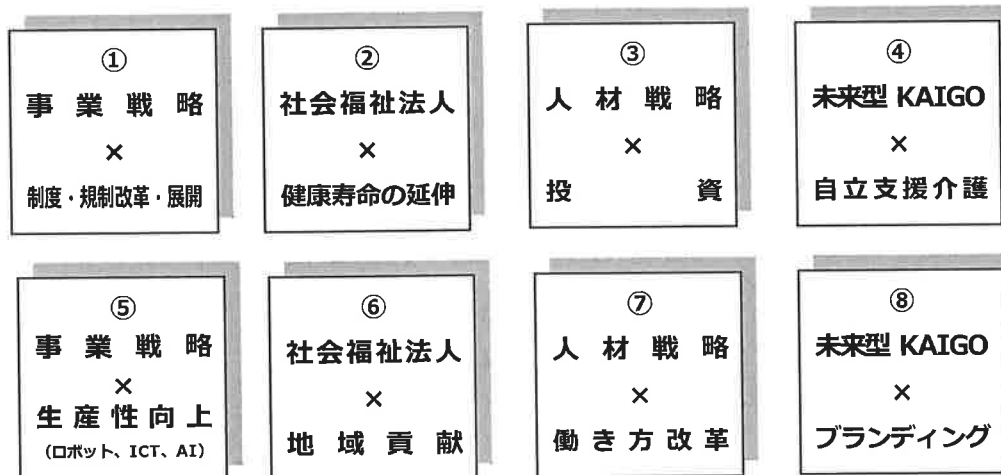 ①
事業戦略
×
制度・規制改革・展開
②
社会福祉法人
×
健康寿命の延伸
③
人材戦略
×
投資
④
未来型 KAIGO
×
自立支援介護
⑤
事業戦略
×
生産性向上
(ロボット、ICT、AI)
⑥
社会福祉法人
×
地域貢献
⑦
人材戦略
×
働き方改革
⑧
未来型 KAIGO
×
ブランディング